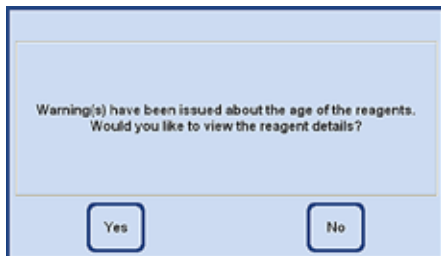 Warning(s) have been issued about the age of the reagents.
Would you like to view the reagent details?
Yes
No